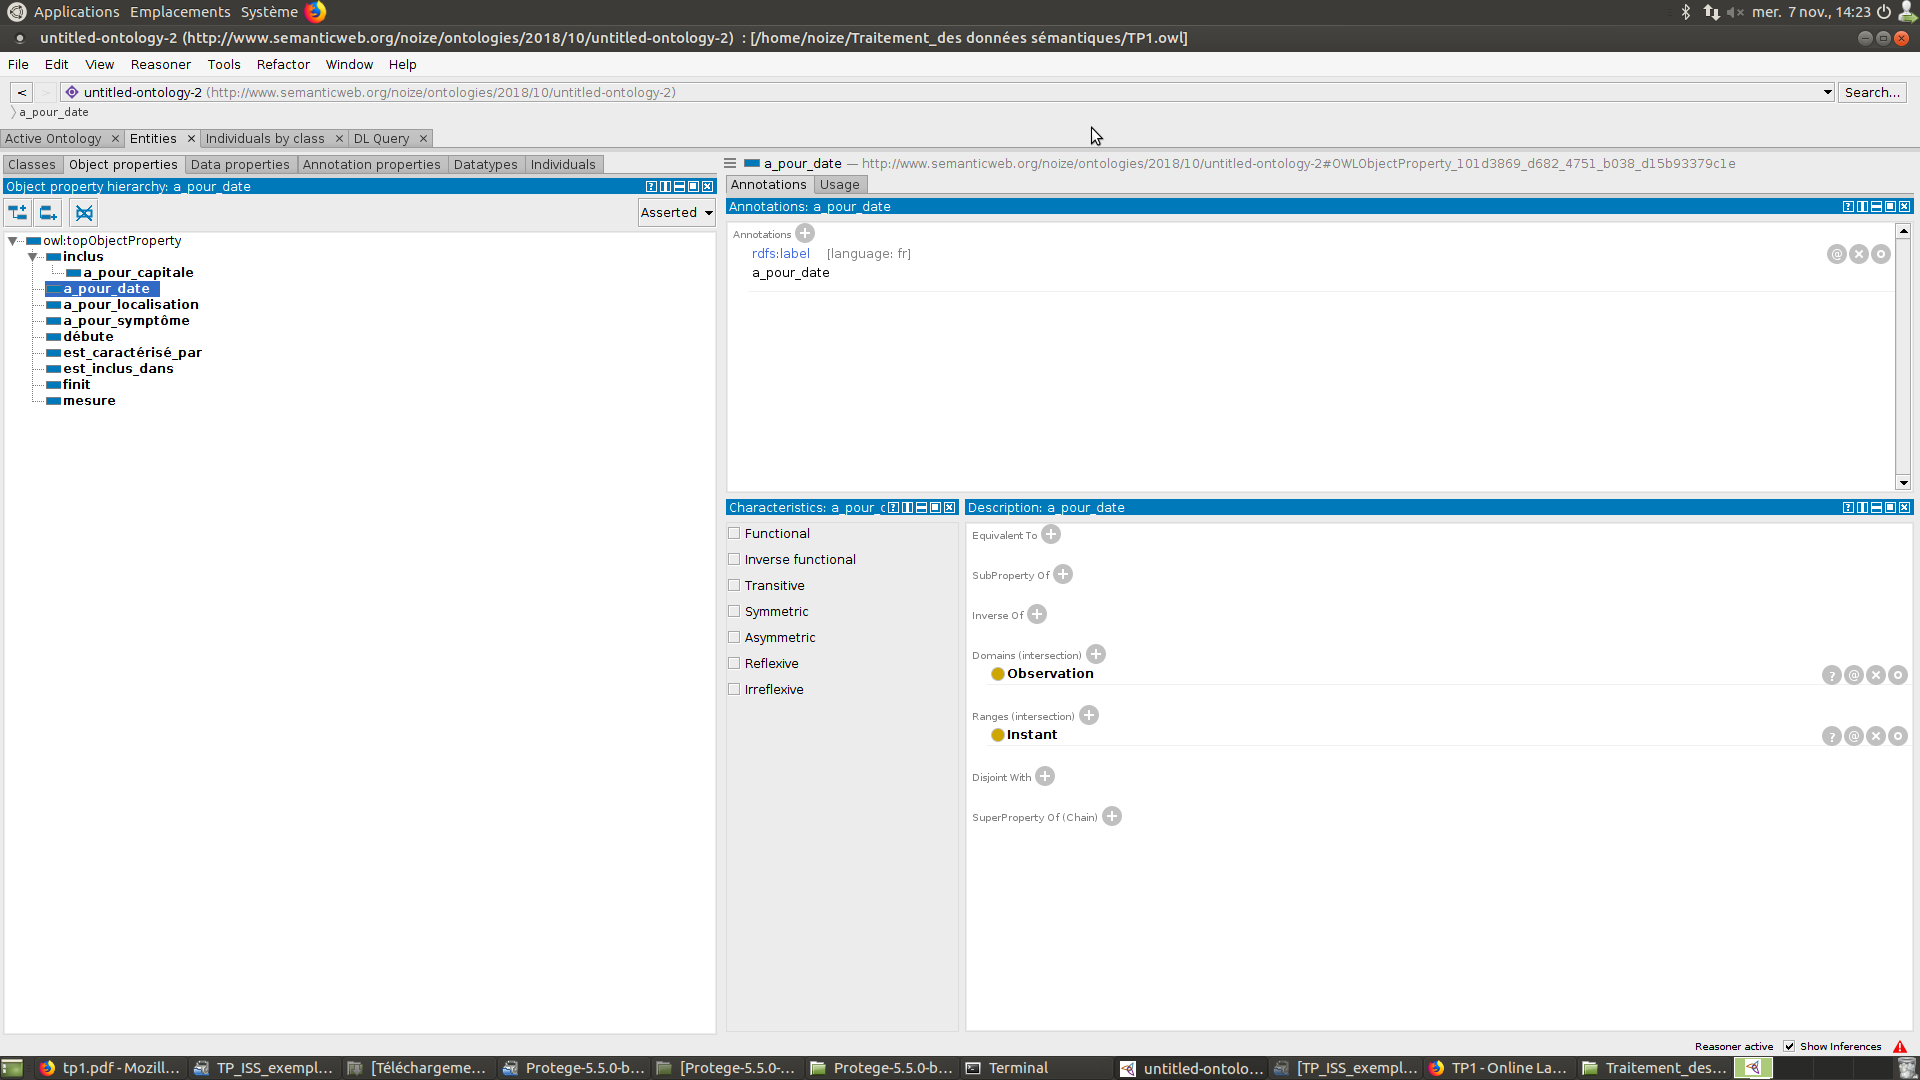 Applications Emplacements Système mer. 7 nov., 14:23
untitled-ontology-2 (http://www.semanticweb.org/noize/ontologies/2018/10/untitled-ontology-2) : [/home/noize/Traitement_des données sémantiques/TP1.owl]
File Edit View Reasoner Tools Refactor Window Help
< > untitled-ontology-2 (http://www.semanticweb.org/noize/ontologies/2018/10/untitled-ontology-2) Search...
a_pour_date
Active Ontology × Entities × Individuals by class × DL Query ×
Classes Object properties Data properties Annotation properties Datatypes Individuals
Object property hierarchy: a_pour_date
Asserted
owl:topObjectProperty
inclus
a_pour_capitale
a_pour_date
a_pour_localisation
a_pour_symptôme
débute
est_caractérisé_par
est_inclus_dans
finit
mesure
a_pour_date — http://www.semanticweb.org/noize/ontologies/2018/10/untitled-ontology-2#OWLObjectProperty_101d3869_d682_4751_b038_d15b93379c1e
Annotations Usage
Annotations: a_pour_date
Annotations
rdfs:label [language: fr]
a_pour_date
Characteristics: a_pour_c
Functional
Inverse functional
Transitive
Symmetric
Asymmetric
Reflexive
Irreflexive
Description: a_pour_date
Equivalent To
SubProperty Of
Inverse Of
Domains (intersection)
Observation
Ranges (intersection)
Instant
Disjoint With
SuperProperty Of (Chain)
Reasoner active Show Inferences
tp1.pdf - Mozill... TP_ISS_exempl... [Téléchargeme... Protege-5.5.0-b... [Protege-5.5.0-... Protege-5.5.0-b... Terminal untitled-ontolo... [TP_ISS_exempl... TP1 - Online La... Traitement_des...